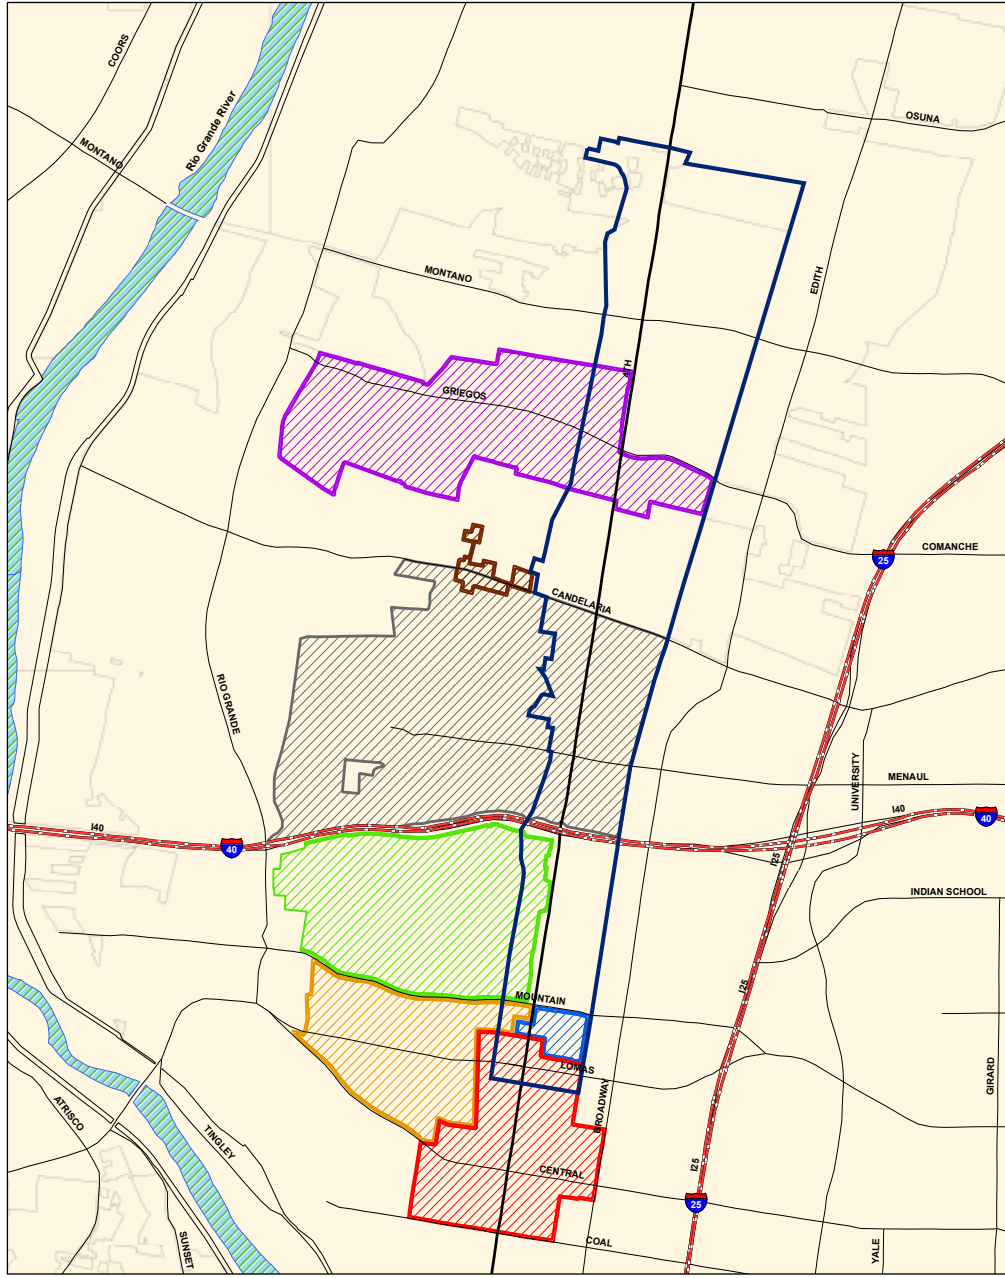 COORS
Rio Grande River
OSUNA
MONTANO
MONTANO
EDITH
4TH
GRIEGOS
COMANCHE
25
CANDELARIA
RIO GRANDE
UNIVERSITY
MENAUL
I40
40
I40
40
I25
INDIAN SCHOOL
I25
MOUNTAIN
LOMAS
BROADWAY
GIRARD
ATRISCO
TINGLEY
CENTRAL
I25
25
SUNSET
COAL
YALE